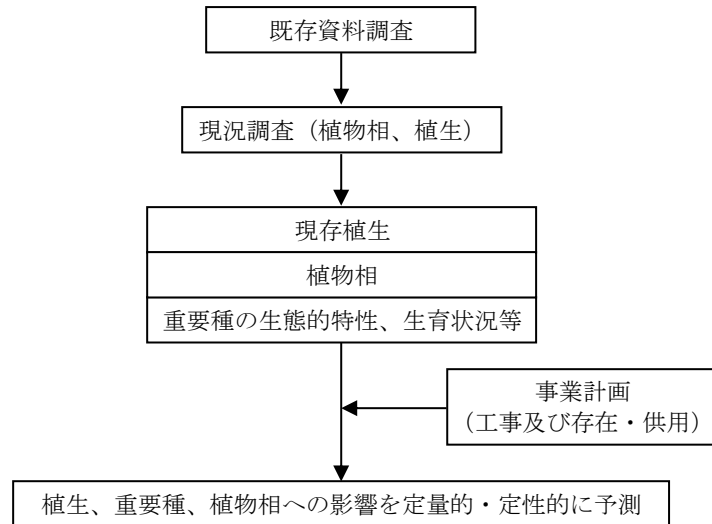 既存資料調査
現況調査（植物相、植生）
現存植生
植物相
重要種の生態的特性、生育状況等
事業計画
（工事及び存在・供用）
植生、重要種、植物相への影響を定量的・定性的に予測